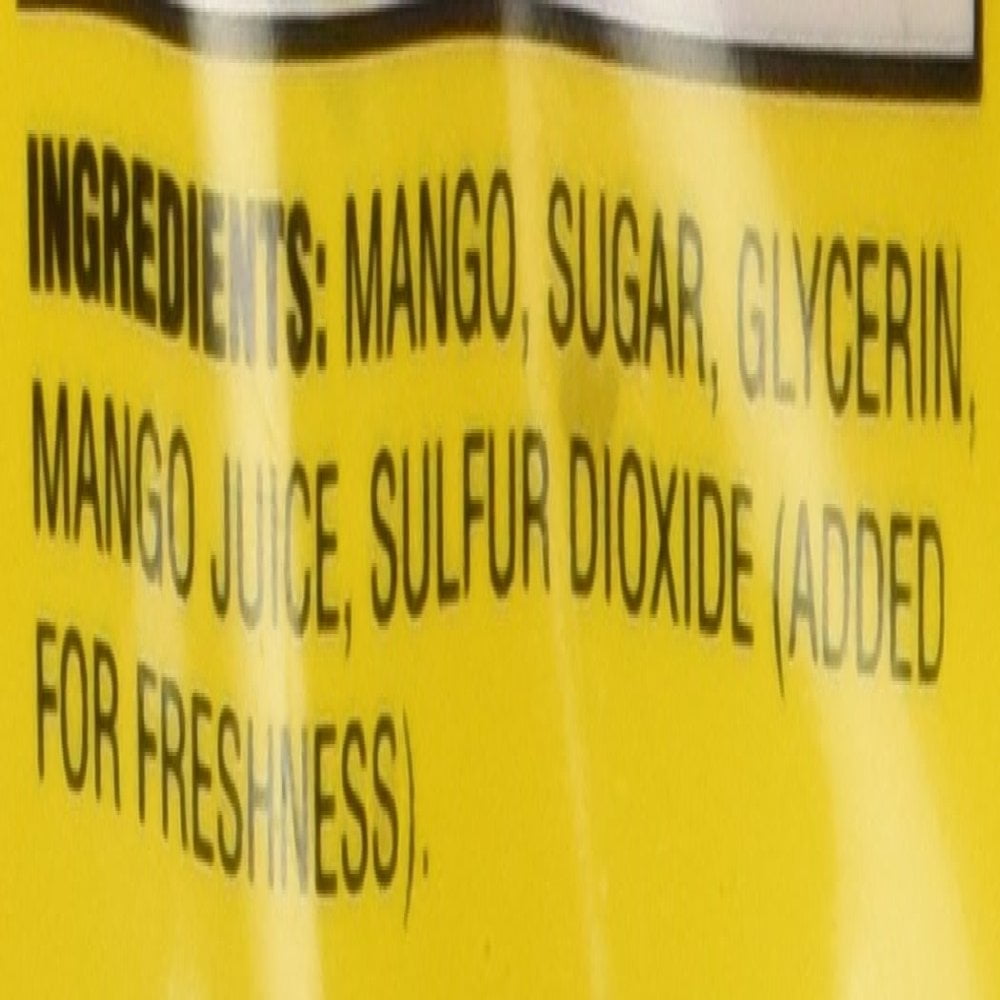 INGREDIENTS: MANGO, SUGAR, GLYCERIN,
MANGO JUICE, SULFUR DIOXIDE (ADDED
FOR FRESHNESS).